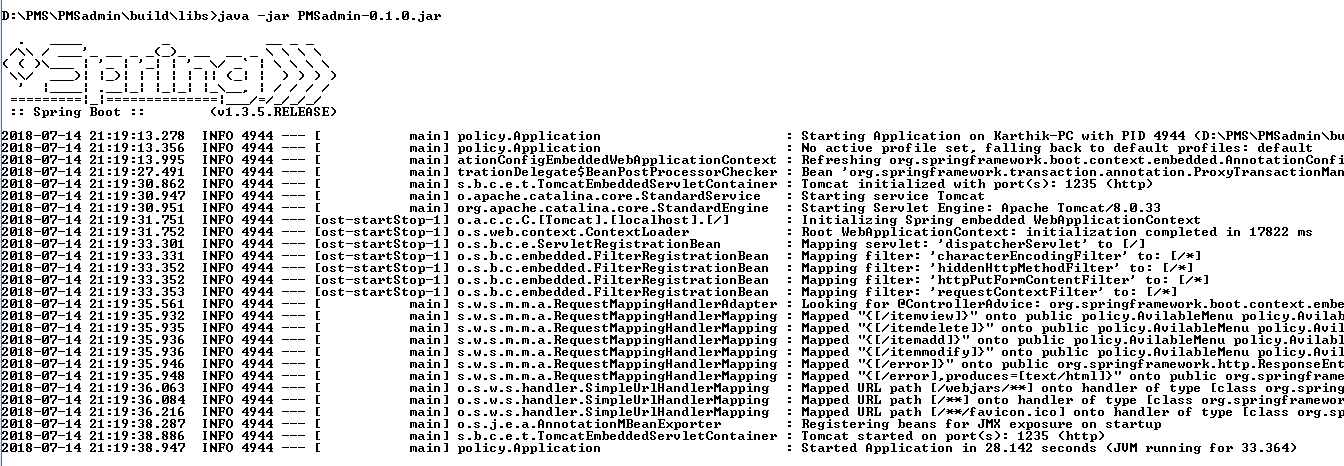 D:\PMS\PMSadmin\build\libs>java -jar PMSadmin-0.1.0.jar
  .   ____          _            __ _ _
 /\\ / ___'_ __ _ _(_)_ __  __ _ \ \ \ \
( ( )\___ | '_ | '_| | '_ \/ _` | \ \ \ \
 \\/  ___)| |_)| | | | | || (_| |  ) ) ) )
  '  |____| .__|_| |_|_| |_\__, | / / / /
 =========|_|==============|___/=/_/_/_/
 :: Spring Boot ::        (v1.3.5.RELEASE)
2018-07-14 21:19:13.278  INFO 4944 --- [           main] policy.Application                       : Starting Application on Karthik-PC with PID 4944 (D:\PMS\PMSadmin\bu
2018-07-14 21:19:13.356  INFO 4944 --- [           main] policy.Application                       : No active profile set, falling back to default profiles: default
2018-07-14 21:19:13.995  INFO 4944 --- [           main] ationConfigEmbeddedWebApplicationContext : Refreshing org.springframework.boot.context.embedded.AnnotationConfi
2018-07-14 21:19:27.491  INFO 4944 --- [           main] trationDelegate$BeanPostProcessorChecker : Bean 'org.springframework.transaction.annotation.ProxyTransactionMan
2018-07-14 21:19:30.862  INFO 4944 --- [           main] s.b.c.e.t.TomcatEmbeddedServletContainer : Tomcat initialized with port(s): 1235 (http)
2018-07-14 21:19:30.947  INFO 4944 --- [           main] o.apache.catalina.core.StandardService   : Starting service Tomcat
2018-07-14 21:19:30.951  INFO 4944 --- [           main] org.apache.catalina.core.StandardEngine  : Starting Servlet Engine: Apache Tomcat/8.0.33
2018-07-14 21:19:31.751  INFO 4944 --- [ost-startStop-1] o.a.c.c.C.[Tomcat].[localhost].[/]       : Initializing Spring embedded WebApplicationContext
2018-07-14 21:19:31.752  INFO 4944 --- [ost-startStop-1] o.s.web.context.ContextLoader            : Root WebApplicationContext: initialization completed in 17822 ms
2018-07-14 21:19:33.301  INFO 4944 --- [ost-startStop-1] o.s.b.c.e.ServletRegistrationBean        : Mapping servlet: 'dispatcherServlet' to [/]
2018-07-14 21:19:33.331  INFO 4944 --- [ost-startStop-1] o.s.b.c.embedded.FilterRegistrationBean  : Mapping filter: 'characterEncodingFilter' to: [/*]
2018-07-14 21:19:33.352  INFO 4944 --- [ost-startStop-1] o.s.b.c.embedded.FilterRegistrationBean  : Mapping filter: 'hiddenHttpMethodFilter' to: [/*]
2018-07-14 21:19:33.352  INFO 4944 --- [ost-startStop-1] o.s.b.c.embedded.FilterRegistrationBean  : Mapping filter: 'httpPutFormContentFilter' to: [/*]
2018-07-14 21:19:33.353  INFO 4944 --- [ost-startStop-1] o.s.b.c.embedded.FilterRegistrationBean  : Mapping filter: 'requestContextFilter' to: [/*]
2018-07-14 21:19:35.561  INFO 4944 --- [           main] s.w.s.m.m.a.RequestMappingHandlerAdapter : Looking for @ControllerAdvice: org.springframework.boot.context.embe
2018-07-14 21:19:35.932  INFO 4944 --- [           main] s.w.s.m.m.a.RequestMappingHandlerMapping : Mapped "{[/itemview]}" onto public policy.AvilableMenu policy.Avilab
2018-07-14 21:19:35.935  INFO 4944 --- [           main] s.w.s.m.m.a.RequestMappingHandlerMapping : Mapped "{[/itemdelete]}" onto public policy.AvilableMenu policy.Avil
2018-07-14 21:19:35.936  INFO 4944 --- [           main] s.w.s.m.m.a.RequestMappingHandlerMapping : Mapped "{[/itemadd]}" onto public policy.AvilableMenu policy.Avilabl
2018-07-14 21:19:35.936  INFO 4944 --- [           main] s.w.s.m.m.a.RequestMappingHandlerMapping : Mapped "{[/itemmodify]}" onto public policy.AvilableMenu policy.Avil
2018-07-14 21:19:35.946  INFO 4944 --- [           main] s.w.s.m.m.a.RequestMappingHandlerMapping : Mapped "{[/error]}" onto public org.springframework.http.ResponseEnt
2018-07-14 21:19:35.948  INFO 4944 --- [           main] s.w.s.m.m.a.RequestMappingHandlerMapping : Mapped "{[/error],produces=[text/html]}" onto public org.springframe
2018-07-14 21:19:36.063  INFO 4944 --- [           main] o.s.w.s.handler.SimpleUrlHandlerMapping  : Mapped URL path [/webjars/**] onto handler of type [class org.spring
2018-07-14 21:19:36.084  INFO 4944 --- [           main] o.s.w.s.handler.SimpleUrlHandlerMapping  : Mapped URL path [/**] onto handler of type [class org.springframewor
2018-07-14 21:19:36.216  INFO 4944 --- [           main] o.s.w.s.handler.SimpleUrlHandlerMapping  : Mapped URL path [/**/favicon.ico] onto handler of type [class org.sp
2018-07-14 21:19:38.287  INFO 4944 --- [           main] o.s.j.e.a.AnnotationMBeanExporter        : Registering beans for JMX exposure on startup
2018-07-14 21:19:38.886  INFO 4944 --- [           main] s.b.c.e.t.TomcatEmbeddedServletContainer : Tomcat started on port(s): 1235 (http)
2018-07-14 21:19:38.947  INFO 4944 --- [           main] policy.Application                       : Started Application in 28.142 seconds (JVM running for 33.364)